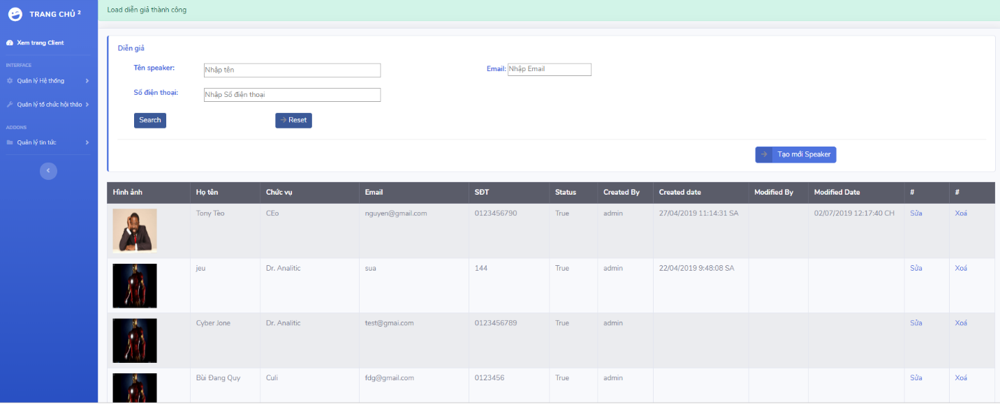 TRANG CHỦ 2
Load diễn giả thành công
Xem trang Client
INTERFACE
Quản lý Hệ thống
Quản lý tổ chức hội thảo
ADDONS
Quản lý tin tức
Diễn giả
Tên speaker: Nhập tên Email: Nhập Email
Số điện thoại: Nhập Số điện thoại
Search Reset
Tạo mới Speaker
Hình ảnh Họ tên Chức vụ Email SĐT Status Created By Created date Modified By Modified Date # #
Tony Tèo CEo nguyen@gmail.com 0123456790 True admin 27/04/2019 11:14:31 SA 02/07/2019 12:17:40 CH Sửa Xoá
jeu Dr. Analitic sua 144 True admin 22/04/2019 9:48:08 SA Sửa Xoá
Cyber Jone Dr. Analitic test@gmai.com 0123456789 True admin Sửa Xoá
Bùi Đang Quy Culi fdg@gmail.com 0123456 True admin Sửa Xoá